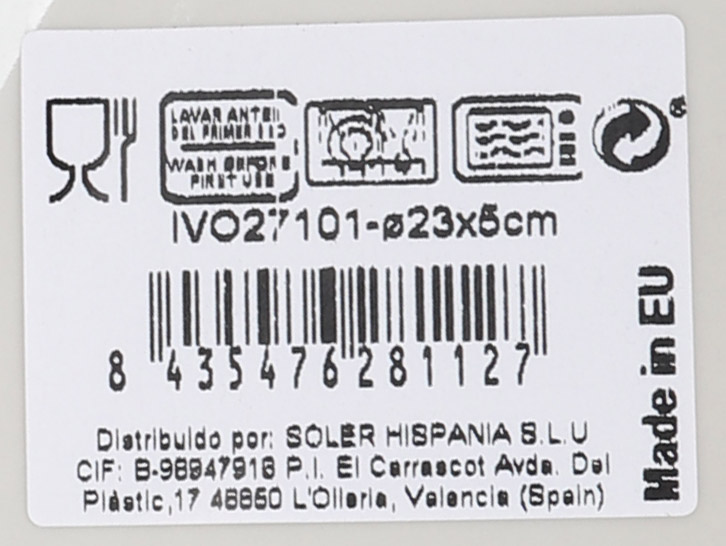 LAVAR ANTES
DEL PRIMER USO
WASH BEFORE
FIRST USE
®
IVO27101-ø23x5cm
8 435476 281127
Made in EU
Distribuido por: SOLER HISPANIA S.L.U
CIF: B-98947916 P.I. El Carrascot Avda. Del
Plàstic,17 46850 L'Olleria, Valencia (Spain)